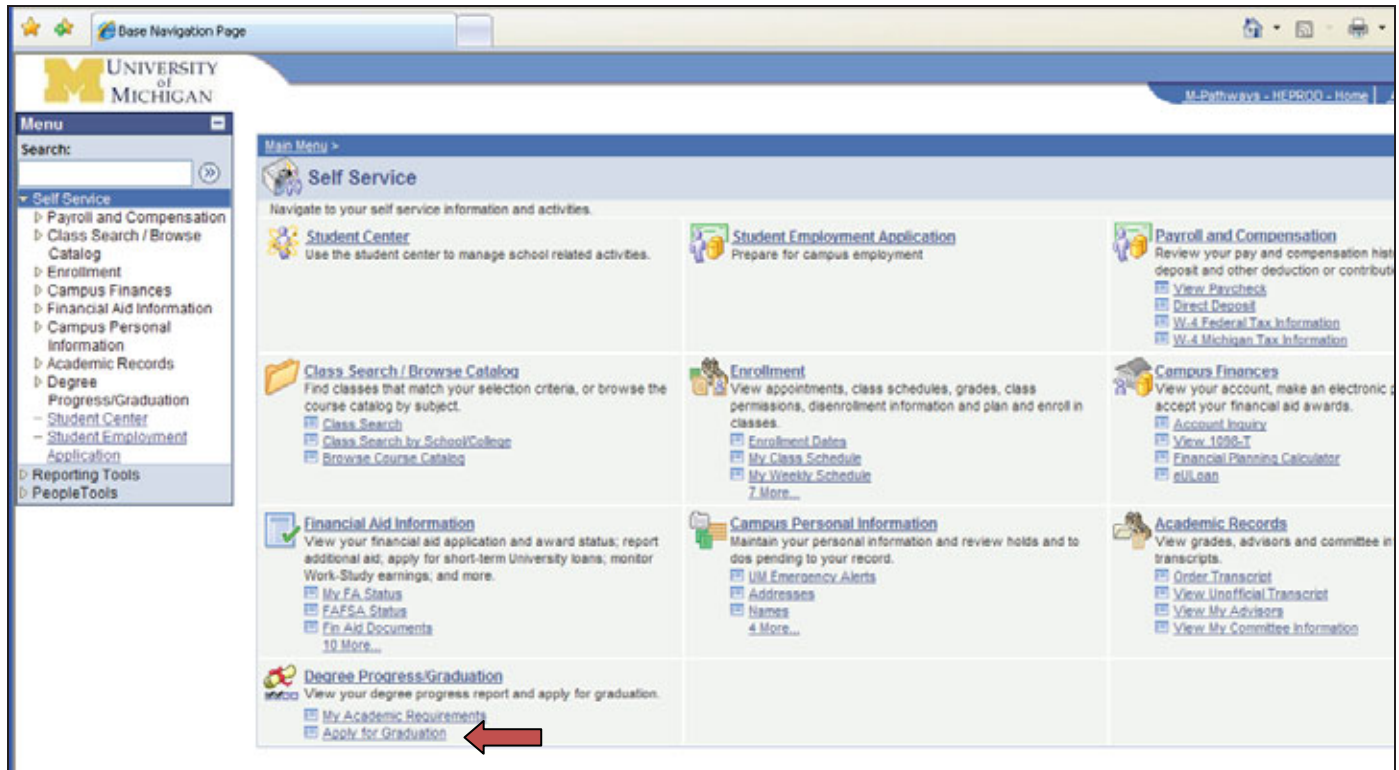 Base Navigation Page
UNIVERSITY
of
MICHIGAN
M-Pathways - HEPROD - Home
Menu
Search:
Self Service
Payroll and Compensation
Class Search / Browse
Catalog
Enrollment
Campus Finances
Financial Aid Information
Campus Personal
Information
Academic Records
Degree
Progress/Graduation
Student Center
Student Employment
Application
Reporting Tools
PeopleTools
Main Menu >
Self Service
Navigate to your self service information and activities.
Student Center
Use the student center to manage school related activities.
Student Employment Application
Prepare for campus employment
Payroll and Compensation
Review your pay and compensation hist
deposit and other deduction or contributi
View Paycheck
Direct Deposit
W-4 Federal Tax Information
W-4 Michigan Tax Information
Class Search / Browse Catalog
Find classes that match your selection criteria, or browse the
course catalog by subject.
Class Search
Class Search by School/College
Browse Course Catalog
Enrollment
View appointments, class schedules, grades, class
permissions, disenrollment information and plan and enroll in
classes.
Enrollment Dates
My Class Schedule
My Weekly Schedule
7 More...
Campus Finances
View your account, make an electronic p
accept your financial aid awards.
Account Inquiry
View 1098-T
Financial Planning Calculator
eULoan
Financial Aid Information
View your financial aid application and award status; report
additional aid; apply for short-term University loans; monitor
Work-Study earnings; and more.
My FA Status
FAFSA Status
Fin Aid Documents
10 More...
Campus Personal Information
Maintain your personal information and review holds and to
dos pending to your record.
UM Emergency Alerts
Addresses
Names
4 More...
Academic Records
View grades, advisors and committee in
transcripts.
Order Transcript
View Unofficial Transcript
View My Advisors
View My Committee Information
Degree Progress/Graduation
View your degree progress report and apply for graduation.
My Academic Requirements
Apply for Graduation